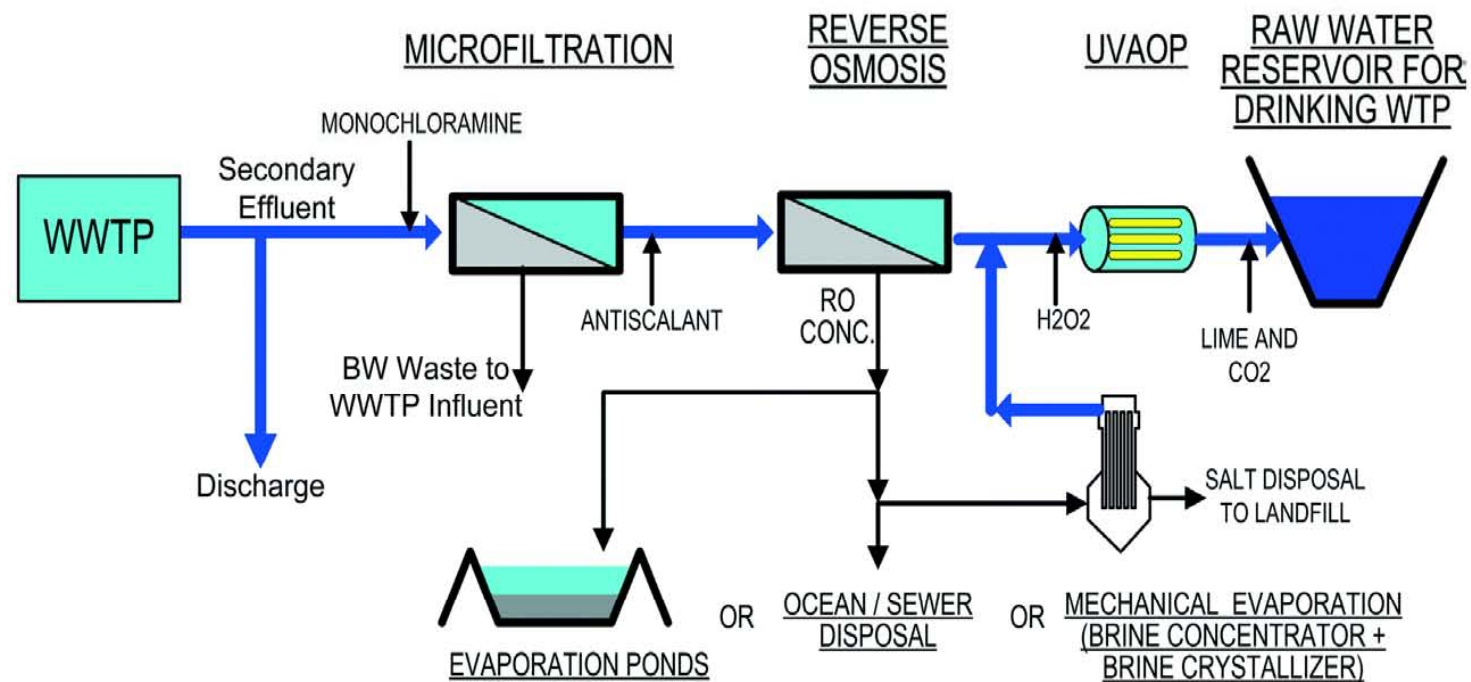 MICROFILTRATION
REVERSE
OSMOSIS
UVAOP
RAW WATER
RESERVOIR FOR
DRINKING WTP
MONOCHLORAMINE
Secondary
Effluent
WWTP
ANTISCALANT
RO
CONC.
H2O2
LIME AND
CO2
BW Waste to
WWTP Influent
Discharge
SALT DISPOSAL
TO LANDFILL
EVAPORATION PONDS
OR
OCEAN / SEWER
DISPOSAL
OR
MECHANICAL EVAPORATION
(BRINE CONCENTRATOR +
BRINE CRYSTALLIZER)